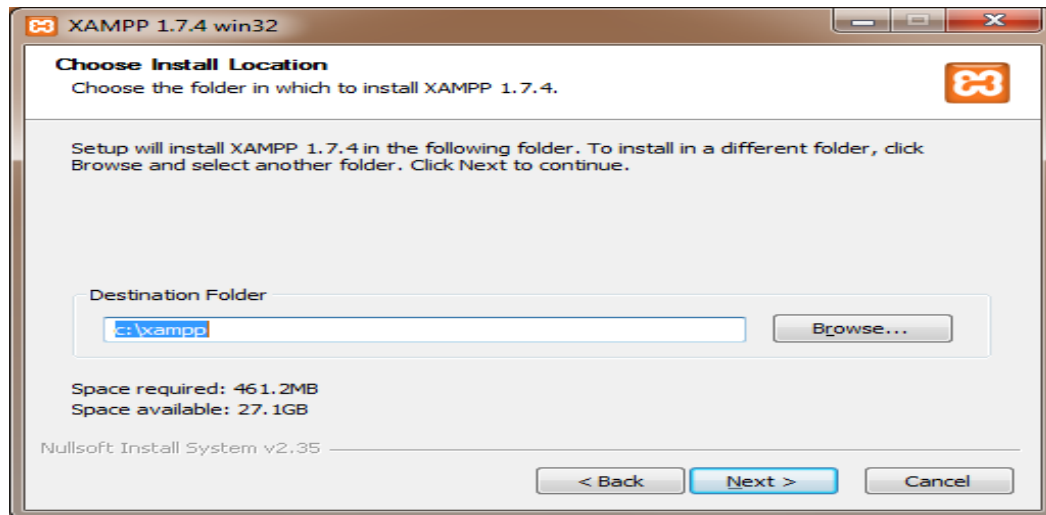 XAMPP 1.7.4 win32
Choose Install Location
Choose the folder in which to install XAMPP 1.7.4.
Setup will install XAMPP 1.7.4 in the following folder. To install in a different folder, click
Browse and select another folder. Click Next to continue.
Destination Folder
c:\xampp
Browse...
Space required: 461.2MB
Space available: 27.1GB
Nullsoft Install System v2.35
< Back
Next >
Cancel